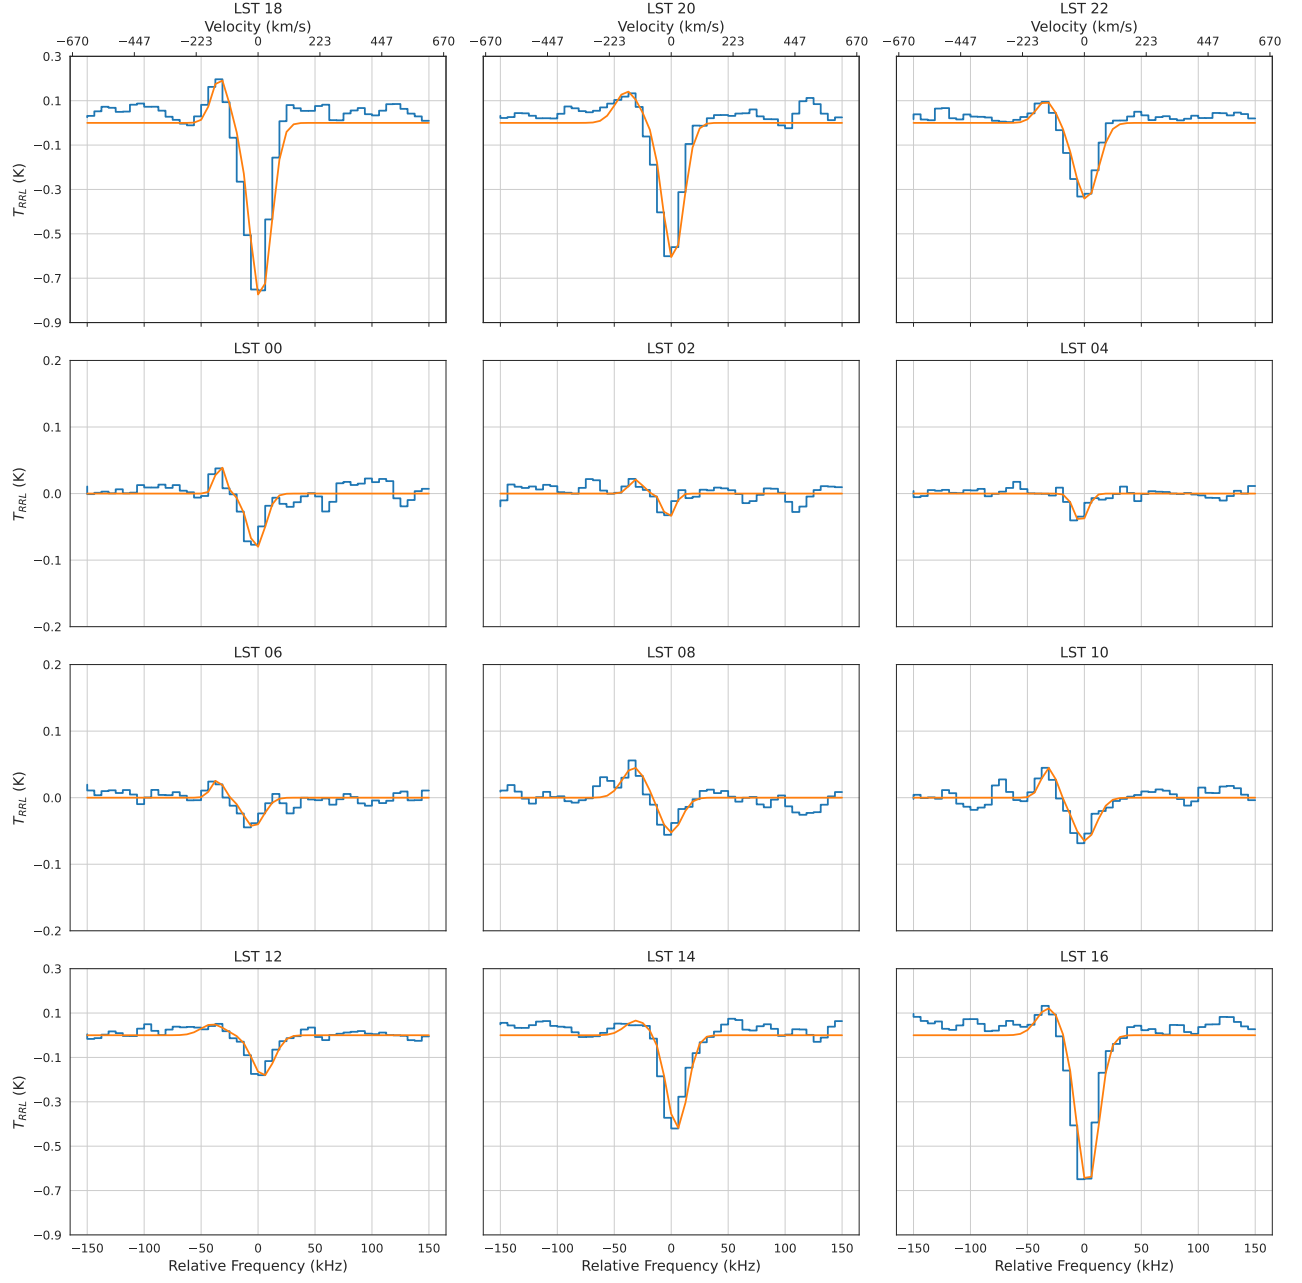 LST 18 LST 20 LST 22
Velocity (km/s) Velocity (km/s) Velocity (km/s)
−670 −447 −223 0 223 447 670 −670 −447 −223 0 223 447 670 −670 −447 −223 0 223 447 670
0.3
0.1
−0.1
−0.3
−0.5
−0.7
−0.9
T_RRL (K)
LST 00 LST 02 LST 04
0.2
0.1
0.0
−0.1
−0.2
T_RRL (K)
LST 06 LST 08 LST 10
0.2
0.1
0.0
−0.1
−0.2
T_RRL (K)
LST 12 LST 14 LST 16
0.3
0.1
−0.1
−0.3
−0.5
−0.7
−0.9
T_RRL (K)
−150 −100 −50 0 50 100 150 −150 −100 −50 0 50 100 150 −150 −100 −50 0 50 100 150
Relative Frequency (kHz) Relative Frequency (kHz) Relative Frequency (kHz)